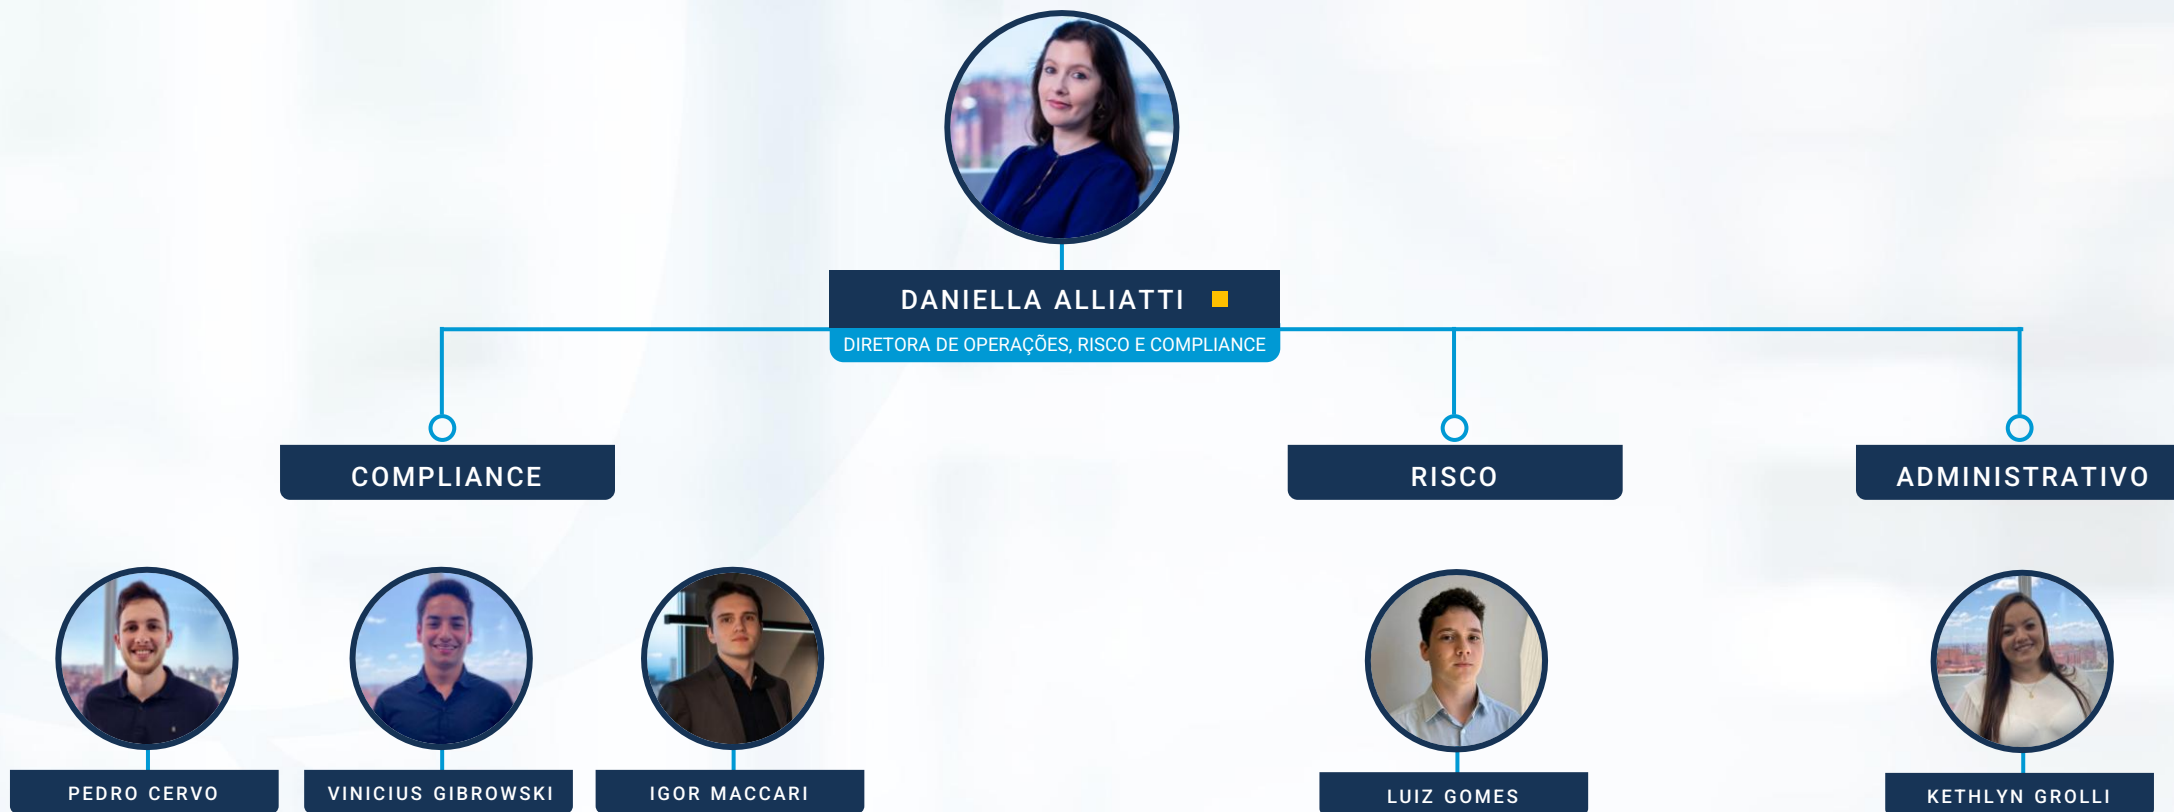 DANIELLA ALLIATTI
DIRETORA DE OPERAÇÕES, RISCO E COMPLIANCE
COMPLIANCE
RISCO
ADMINISTRATIVO
PEDRO CERVO
VINICIUS GIBROWSKI
IGOR MACCARI
LUIZ GOMES
KETHLYN GROLLI